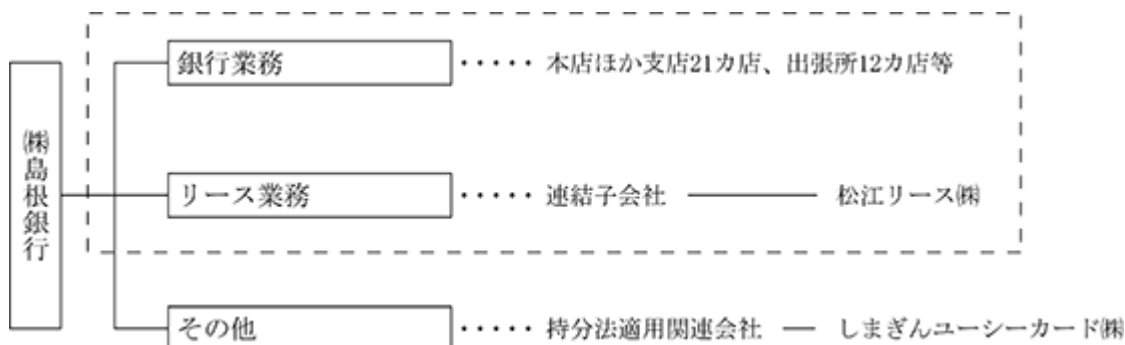 ㈱島根銀行
銀行業務 ····· 本店ほか支店21カ店、出張所12カ店等
リース業務 ····· 連結子会社 ── 松江リース㈱
その他 ····· 持分法適用関連会社 ─ しまぎんユーシーカード㈱